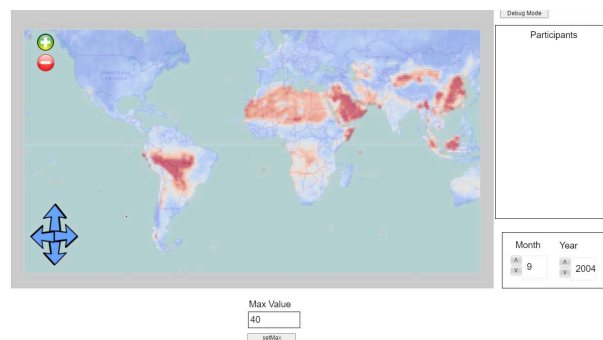 Debug Mode
Participants
Month
Year
9
2004
Max Value
40
setMax